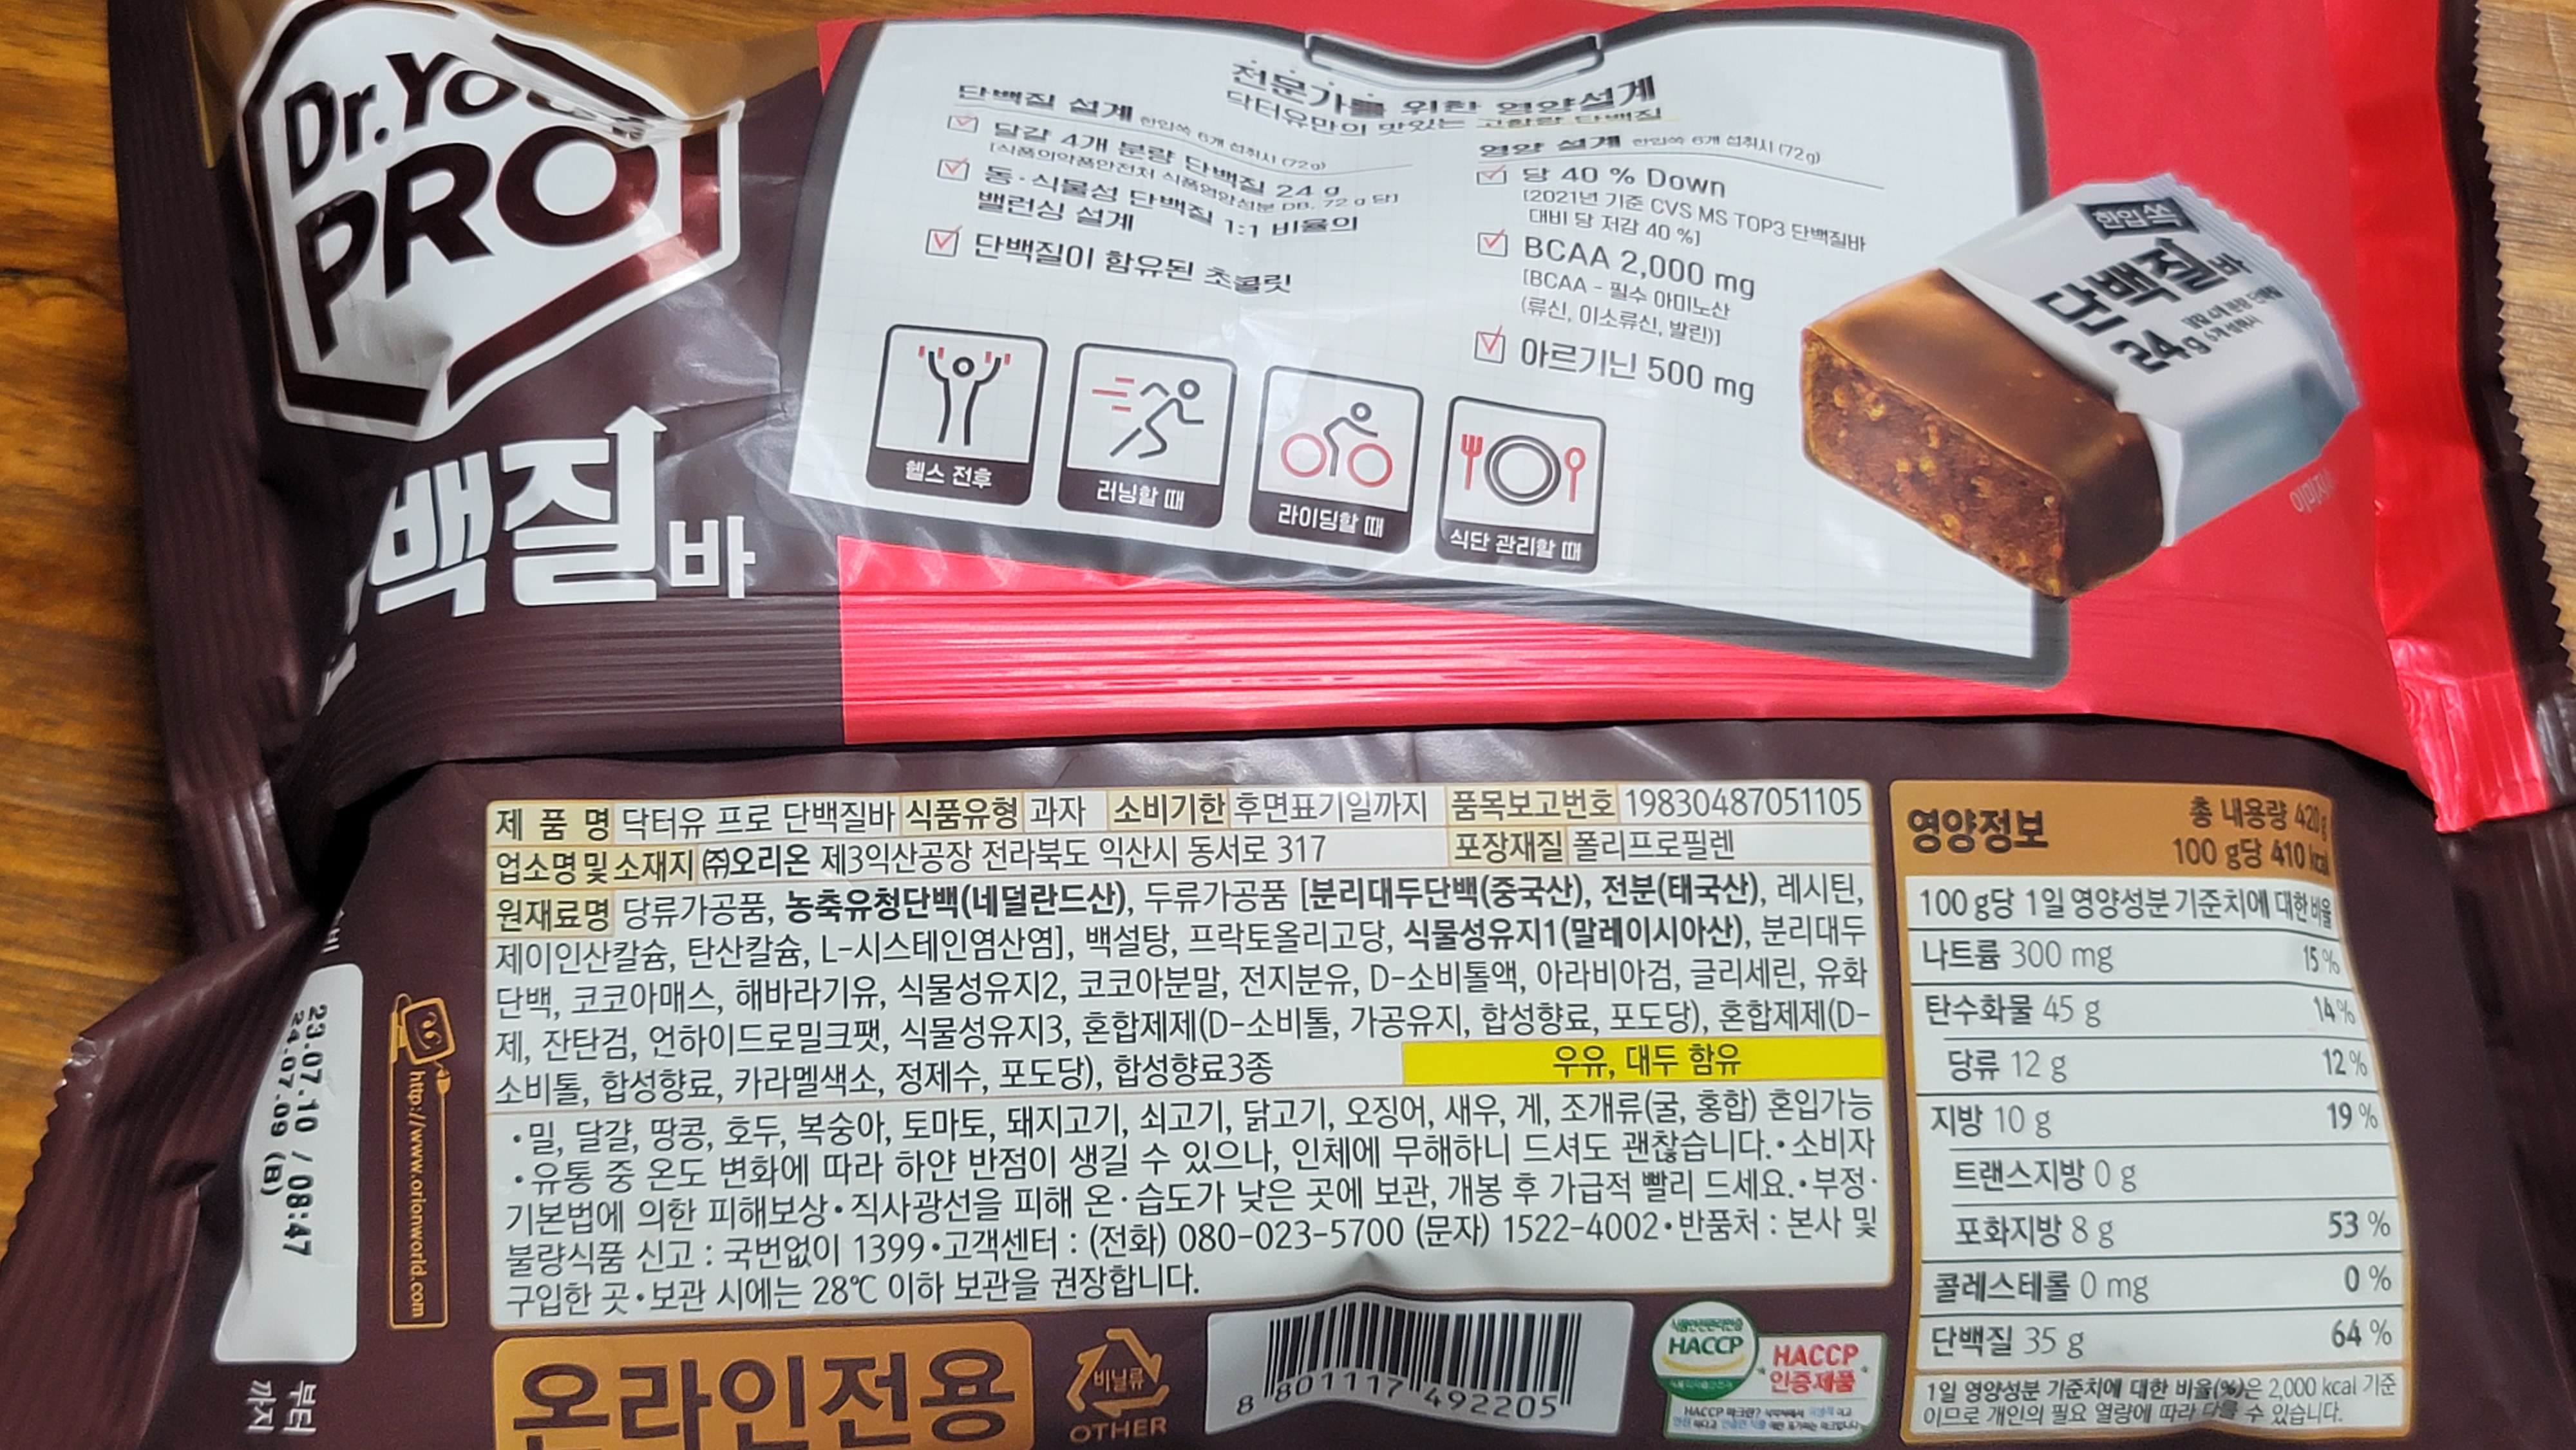 Dr.You
PRO
백질바
전문가를 위한 영양설계
닥터유만의 맛있는 고함량 단백질
단백질 설계 한입쏙 6개 섭취시 (72g)
달걀 4개 분량 단백질 24 g
[식품의약품안전처 식품영양성분 DB, 72 g 당]
동·식물성 단백질 1:1 비율의
밸런싱 설계
단백질이 함유된 초콜릿
영양 설계 한입쏙 6개 섭취시 (72g)
당 40 % Down
[2021년 기준 CVS MS TOP3 단백질바
대비 당 저감 40 %]
BCAA 2,000 mg
[BCAA - 필수 아미노산
(류신, 이소류신, 발린)]
아르기닌 500 mg
헬스 전후
러닝할 때
라이딩할 때
식단 관리할 때
한입쏙
단백질바
24g
제 품 명 닥터유 프로 단백질바 식품유형 과자 소비기한 후면표기일까지 품목보고번호 19830487051105
업소명 및 소재지 ㈜오리온 제3익산공장 전라북도 익산시 동서로 317 포장재질 폴리프로필렌
원재료명 당류가공품, 농축유청단백(네덜란드산), 두류가공품 [분리대두단백(중국산), 전분(태국산), 레시틴,
제이인산칼슘, 탄산칼슘, L-시스테인염산염], 백설탕, 프락토올리고당, 식물성유지1(말레이시아산), 분리대두
단백, 코코아매스, 해바라기유, 식물성유지2, 코코아분말, 전지분유, D-소비톨액, 아라비아검, 글리세린, 유화
제, 잔탄검, 언하이드로밀크팻, 식물성유지3, 혼합제제(D-소비톨, 가공유지, 합성향료, 포도당), 혼합제제(D-
소비톨, 합성향료, 카라멜색소, 정제수, 포도당), 합성향료3종
우유, 대두 함유
• 밀, 달걀, 땅콩, 호두, 복숭아, 토마토, 돼지고기, 쇠고기, 닭고기, 오징어, 새우, 게, 조개류(굴, 홍합) 혼입가능
• 유통 중 온도 변화에 따라 하얀 반점이 생길 수 있으나, 인체에 무해하니 드셔도 괜찮습니다. • 소비자
기본법에 의한 피해보상 • 직사광선을 피해 온·습도가 낮은 곳에 보관, 개봉 후 가급적 빨리 드세요. • 부정·
불량식품 신고 : 국번없이 1399 • 고객센터 : (전화) 080-023-5700 (문자) 1522-4002 • 반품처 : 본사 및
구입한 곳 • 보관 시에는 28℃ 이하 보관을 권장합니다.
영양정보
총 내용량 420 g
100 g당 410 kcal
100 g당 1일 영양성분 기준치에 대한 비율
나트륨 300 mg 15 %
탄수화물 45 g 14 %
당류 12 g 12 %
지방 10 g 19 %
트랜스지방 0 g
포화지방 8 g 53 %
콜레스테롤 0 mg 0 %
단백질 35 g 64 %
1일 영양성분 기준치에 대한 비율(%)은 2,000 kcal 기준
이므로 개인의 필요 열량에 따라 다를 수 있습니다.
23.07.10 / 08:47
24.07.09 (B)
부터
까지
http://www.orionworld.com
온라인전용
비닐류
OTHER
8 801117 492205
HACCP
HACCP
인증제품